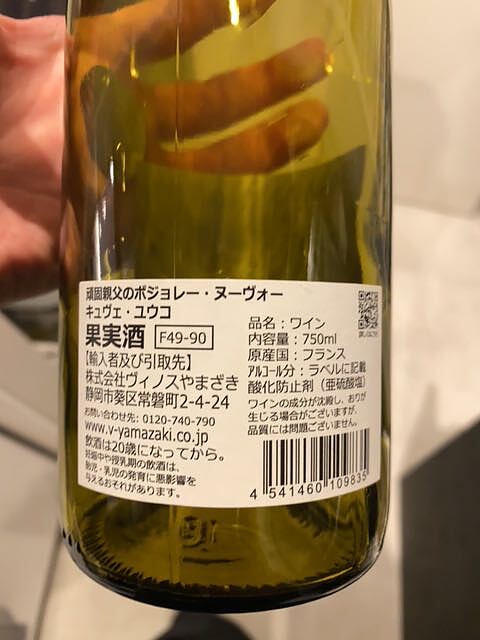 頑固親父のボジョレー・ヌーヴォー
キュヴェ・ユウコ
果実酒 F49-90
【輸入者及び引取先】
株式会社ヴィノスやまざき
静岡市葵区常磐町2-4-24
お問い合わせ先: 0120-740-790
www.v-yamazaki.co.jp
飲酒は20歳になってから。
妊娠中や授乳期の飲酒は、
胎児・乳児の発育に悪影響を
与えるおそれがあります。
品名：ワイン
内容量：750ml
原産国：フランス
アルコール分：ラベルに記載
酸化防止剤（亜硫酸塩）
ワインの成分が沈殿し、おりが
生じる場合がございますが、
品質には問題ございません。
4 541460 109835